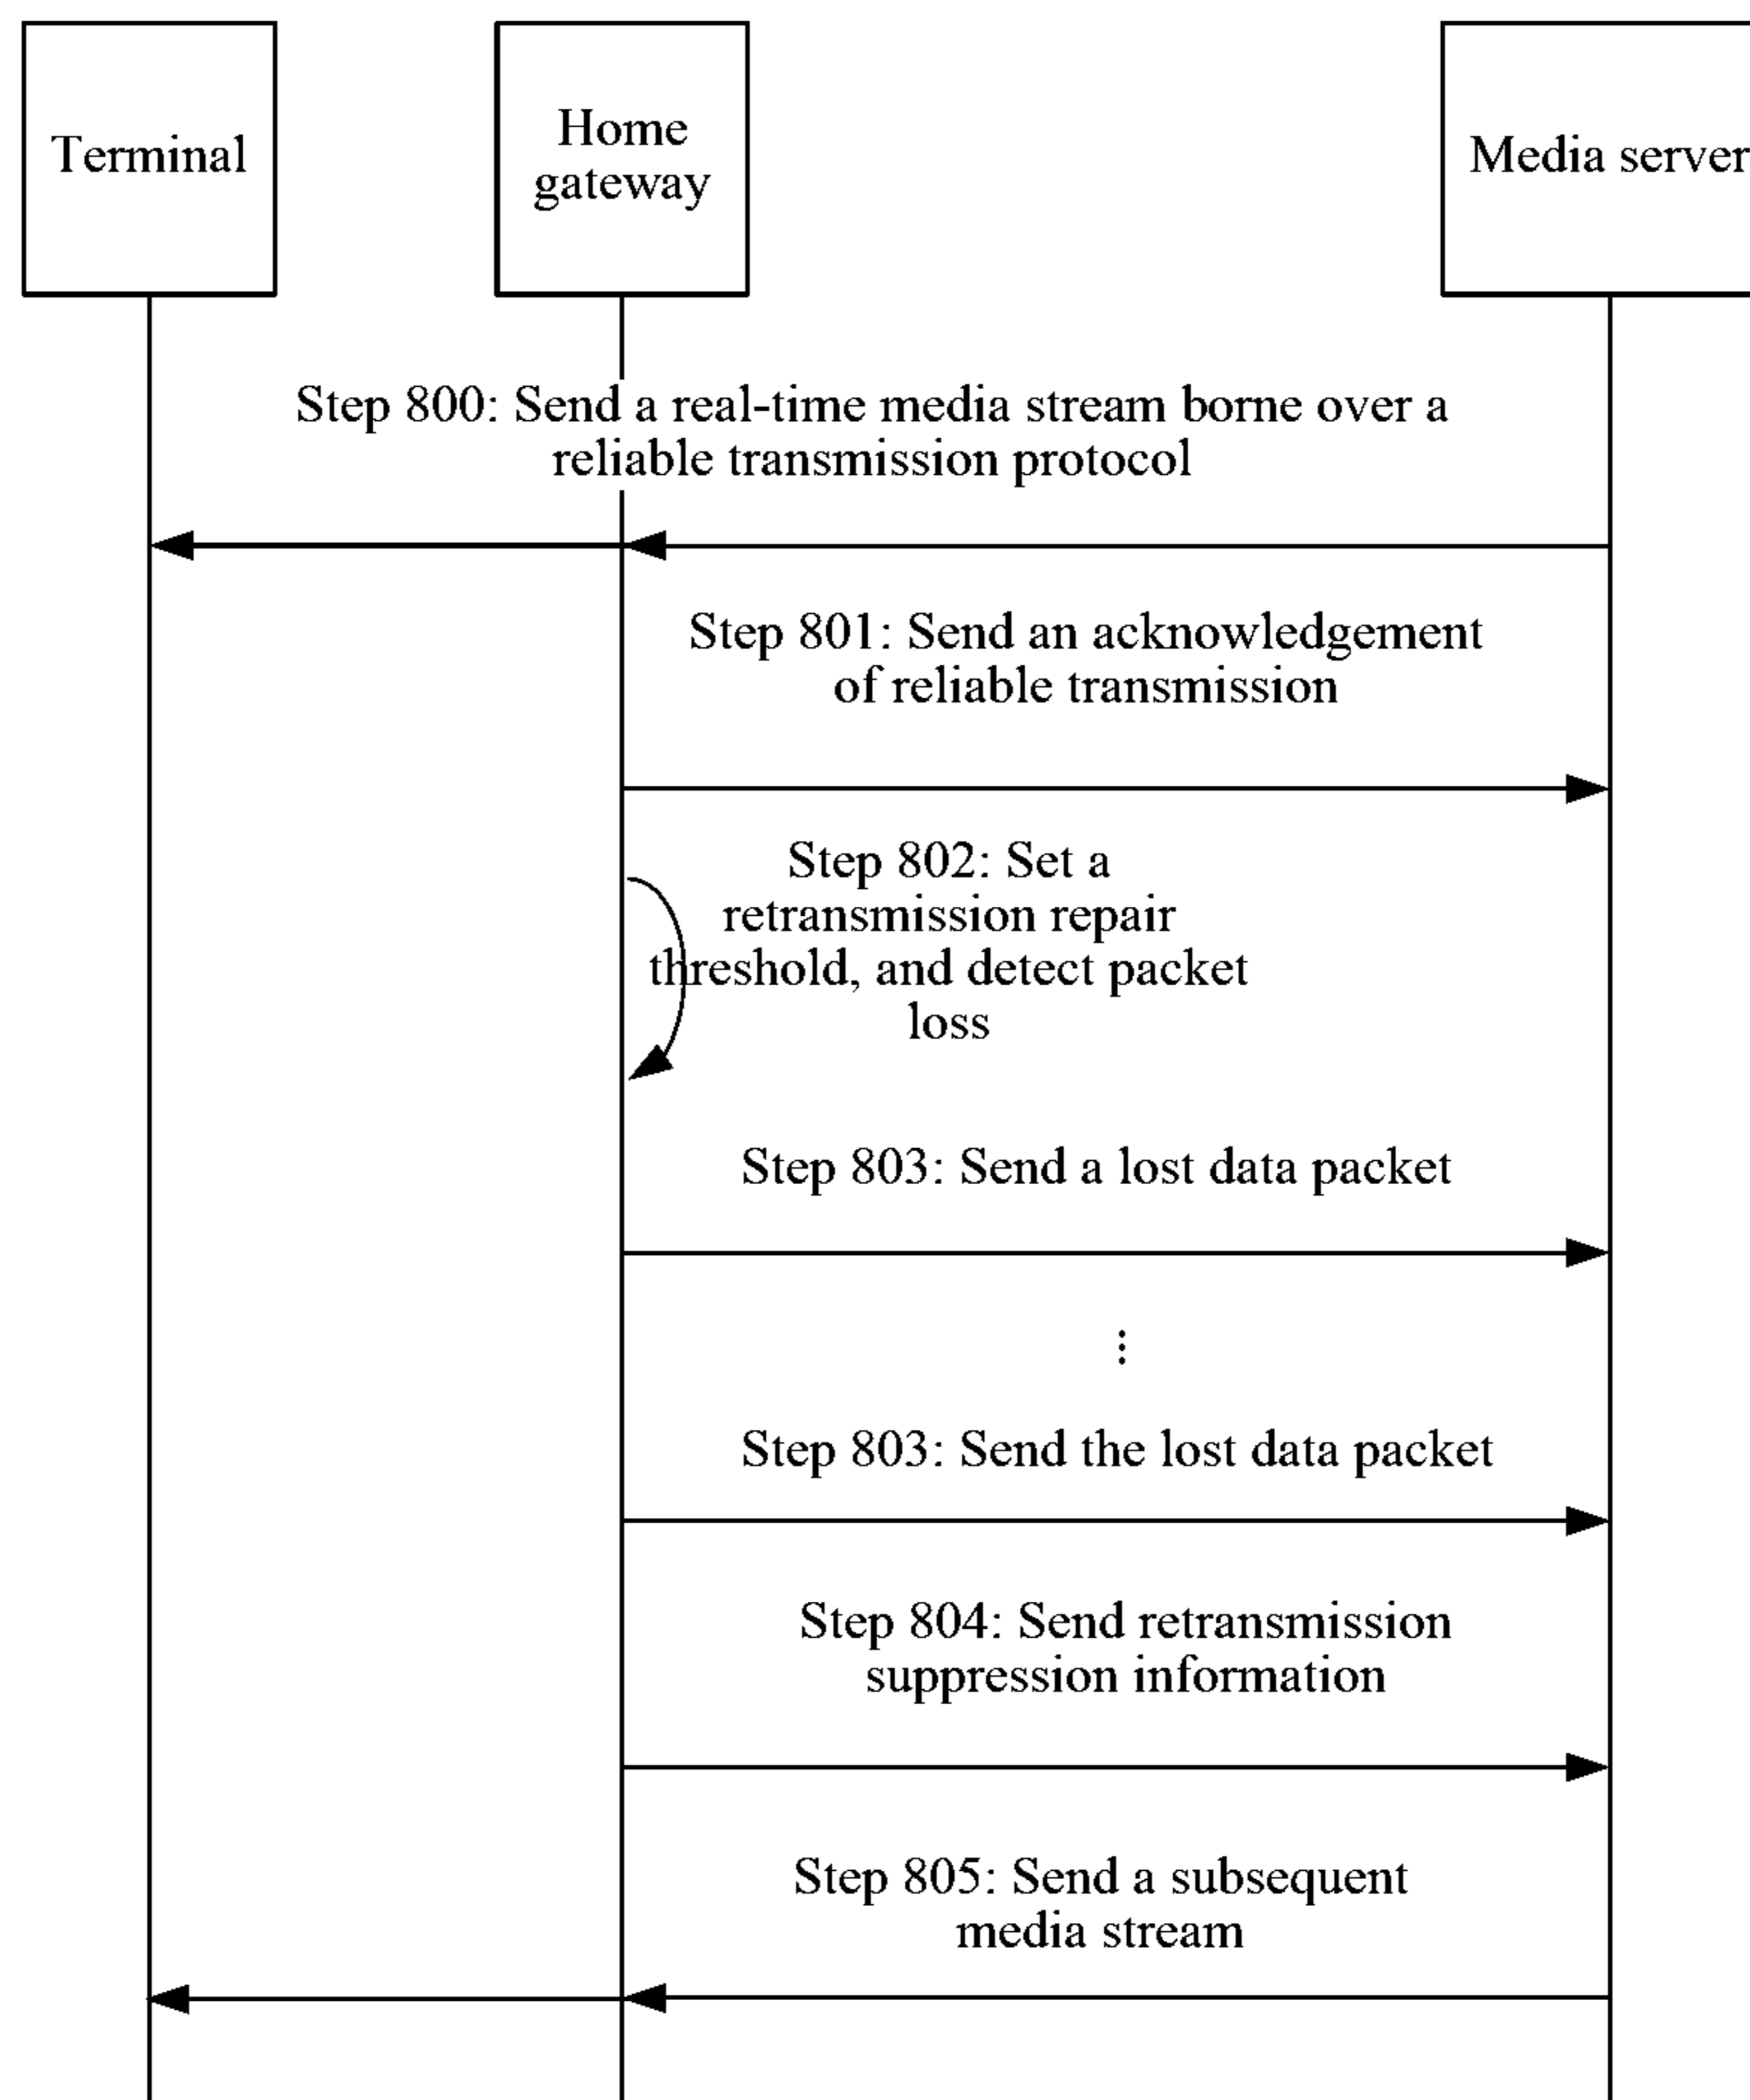 Terminal
Home
gateway
Media server
Step 800: Send a real-time media stream borne over a
reliable transmission protocol
Step 801: Send an acknowledgement
of reliable transmission
Step 802: Set a
retransmission repair
threshold, and detect packet
loss
Step 803: Send a lost data packet
⋮
Step 803: Send the lost data packet
Step 804: Send retransmission
suppression information
Step 805: Send a subsequent
media stream